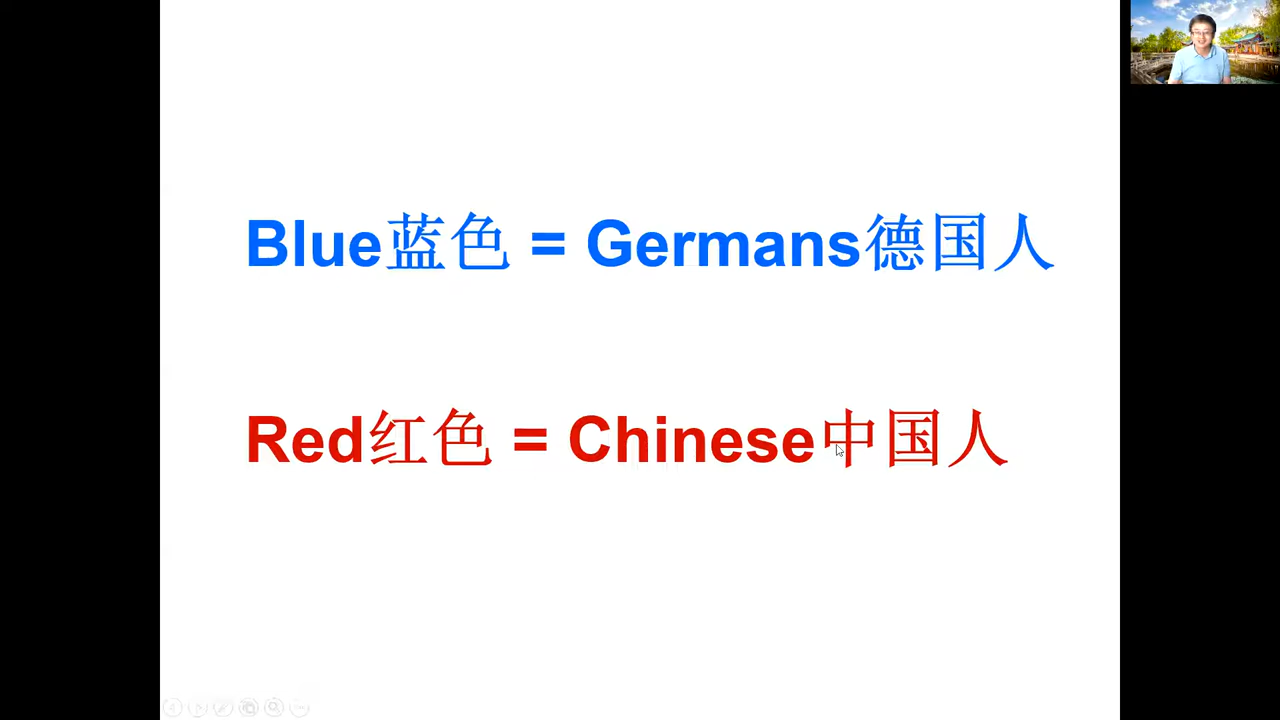 Blue蓝色 = Germans德国人
Red红色 = Chinese中国人